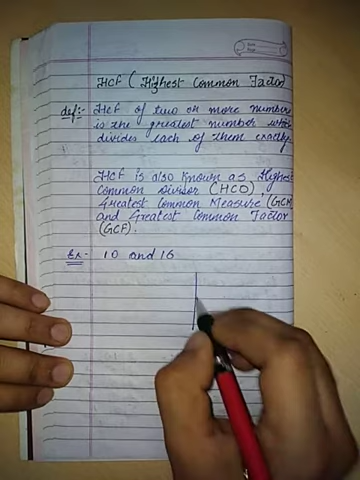 HCF (Highest Common Factor)
def:- HCF of two or more number
is the greatest number which
divides each of them exactly.
HCF is also known as, Highest
Common Divisor (HCD),
Greatest Common Measure (GCM)
and Greatest Common Factor
(GCF).
Ex:- 10 and 16